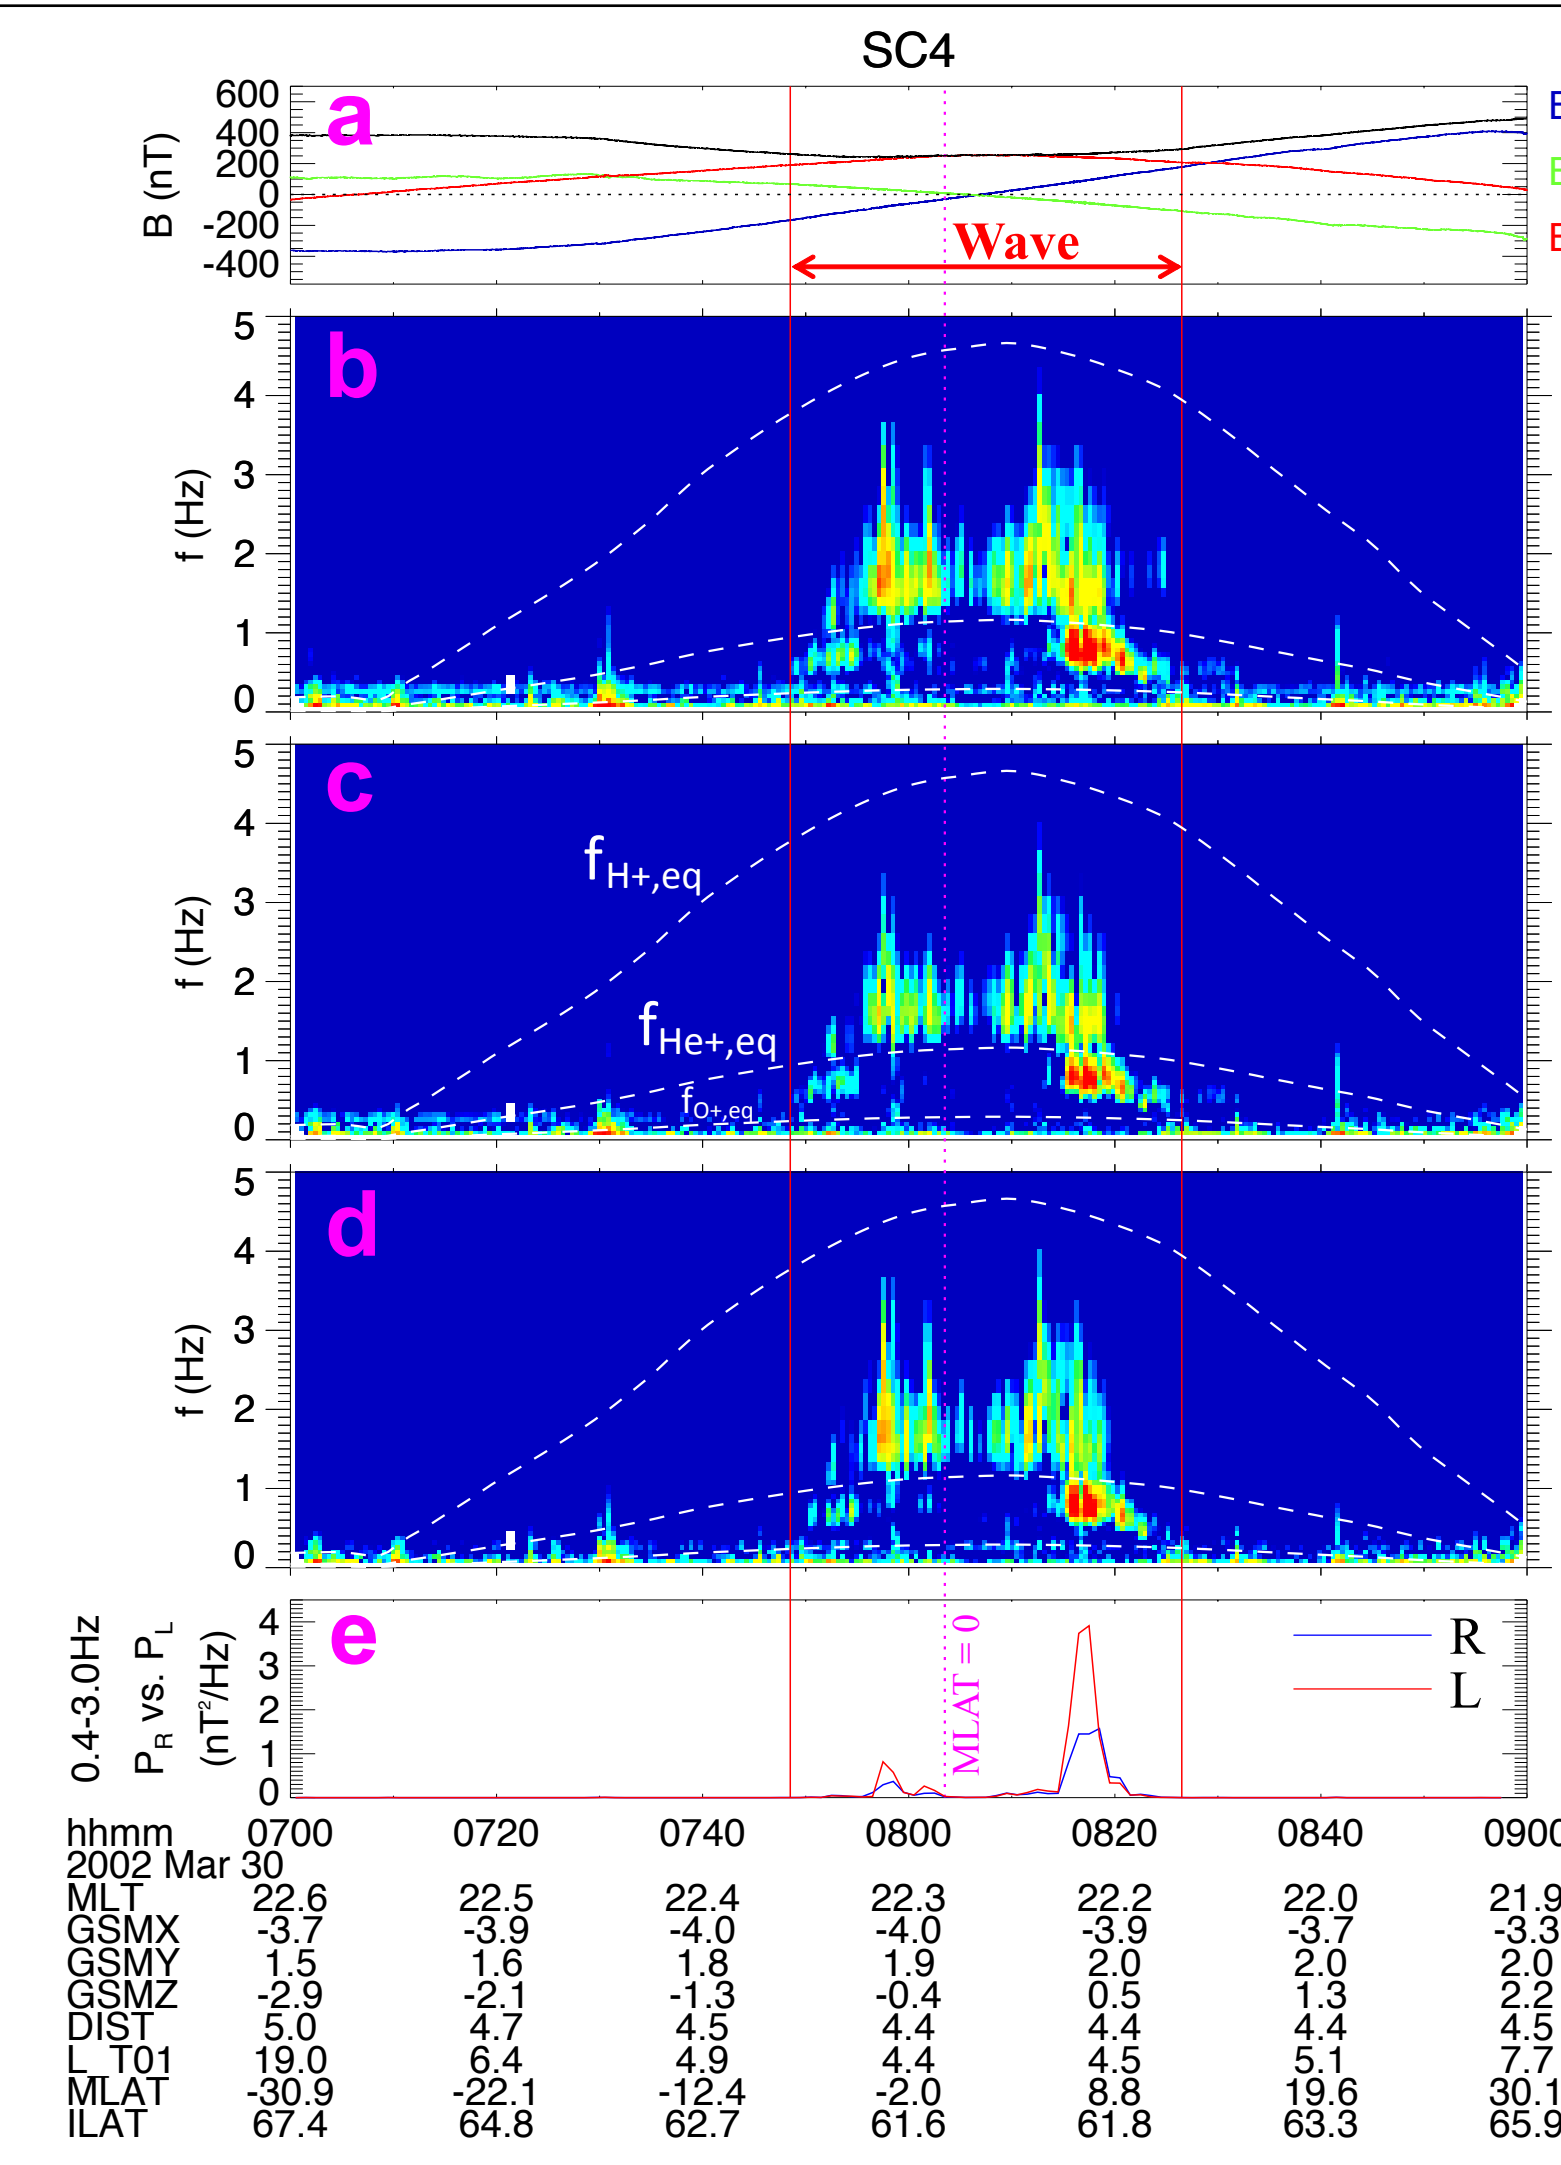 SC4
a
B (nT)
600
400
200
0
-200
-400
B
B
B
Wave
b
f (Hz)
5
4
3
2
1
0
c
f (Hz)
5
4
3
2
1
0
fH+,eq
fHe+,eq
fO+,eq
d
f (Hz)
5
4
3
2
1
0
e
0.4-3.0Hz
PR vs. PL
(nT²/Hz)
4
3
2
1
0
MLAT = 0
R
L
hhmm 0700 0720 0740 0800 0820 0840 0900
2002 Mar 30
MLT 22.6 22.5 22.4 22.3 22.2 22.0 21.9
GSMX -3.7 -3.9 -4.0 -4.0 -3.9 -3.7 -3.3
GSMY 1.5 1.6 1.8 1.9 2.0 2.0 2.0
GSMZ -2.9 -2.1 -1.3 -0.4 0.5 1.3 2.2
DIST 5.0 4.7 4.5 4.4 4.4 4.4 4.5
L_T01 19.0 6.4 4.9 4.4 4.5 5.1 7.7
MLAT -30.9 -22.1 -12.4 -2.0 8.8 19.6 30.1
ILAT 67.4 64.8 62.7 61.6 61.8 63.3 65.9